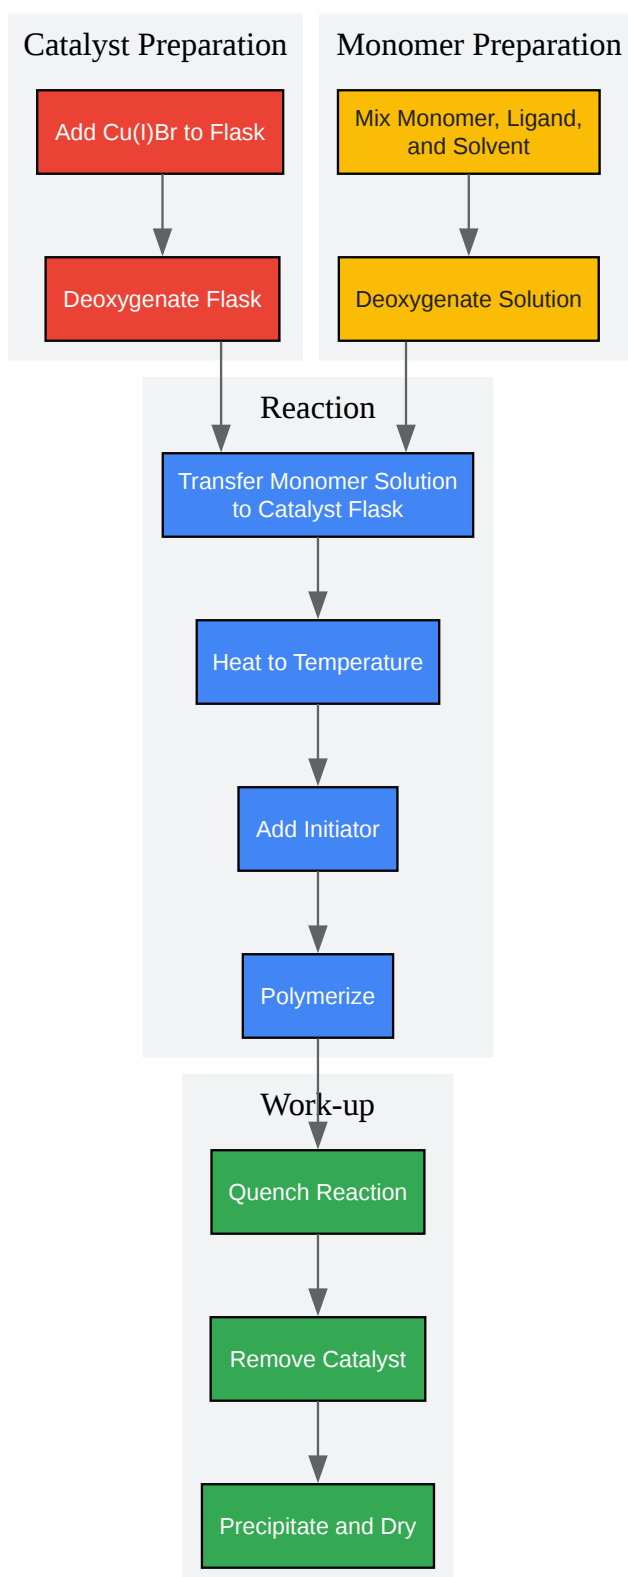 Catalyst Preparation
Add Cu(I)Br to Flask
Deoxygenate Flask
Monomer Preparation
Mix Monomer, Ligand,
and Solvent
Deoxygenate Solution
Reaction
Transfer Monomer Solution
to Catalyst Flask
Heat to Temperature
Add Initiator
Polymerize
Work-up
Quench Reaction
Remove Catalyst
Precipitate and Dry